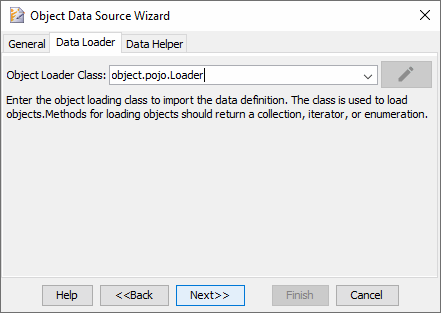 Object Data Source Wizard
General Data Loader Data Helper
Object Loader Class: object.pojo.Loader
Enter the object loading class to import the data definition. The class is used to load
objects.Methods for loading objects should return a collection, iterator, or enumeration.
Help <<Back Next>> Finish Cancel